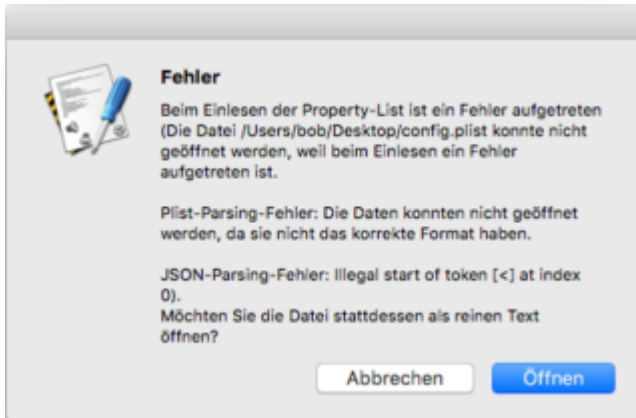 Fehler
Beim Einlesen der Property-List ist ein Fehler aufgetreten
(Die Datei /Users/bob/Desktop/config.plist konnte nicht
geöffnet werden, weil beim Einlesen ein Fehler
aufgetreten ist.
Plist-Parsing-Fehler: Die Daten konnten nicht geöffnet
werden, da sie nicht das korrekte Format haben.
JSON-Parsing-Fehler: Illegal start of token [<] at index
0).
Möchten Sie die Datei stattdessen als reinen Text
öffnen?
Abbrechen
Öffnen